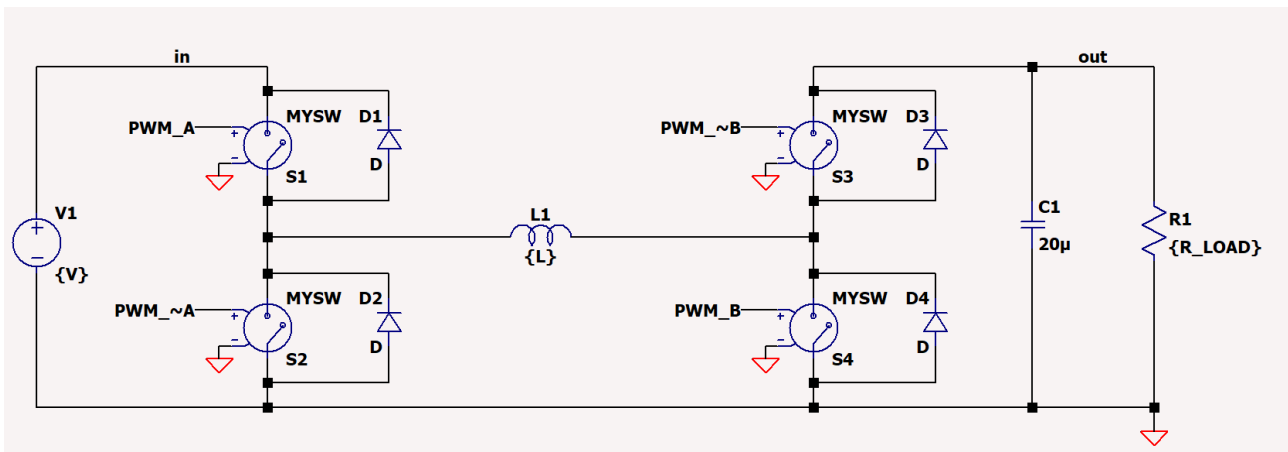 in
out
PWM_A
MYSW
D1
D
S1
PWM_~B
MYSW
D3
D
S3
V1
{V}
L1
{L}
C1
20µ
R1
{R_LOAD}
PWM_~A
MYSW
D2
D
S2
PWM_B
MYSW
D4
D
S4